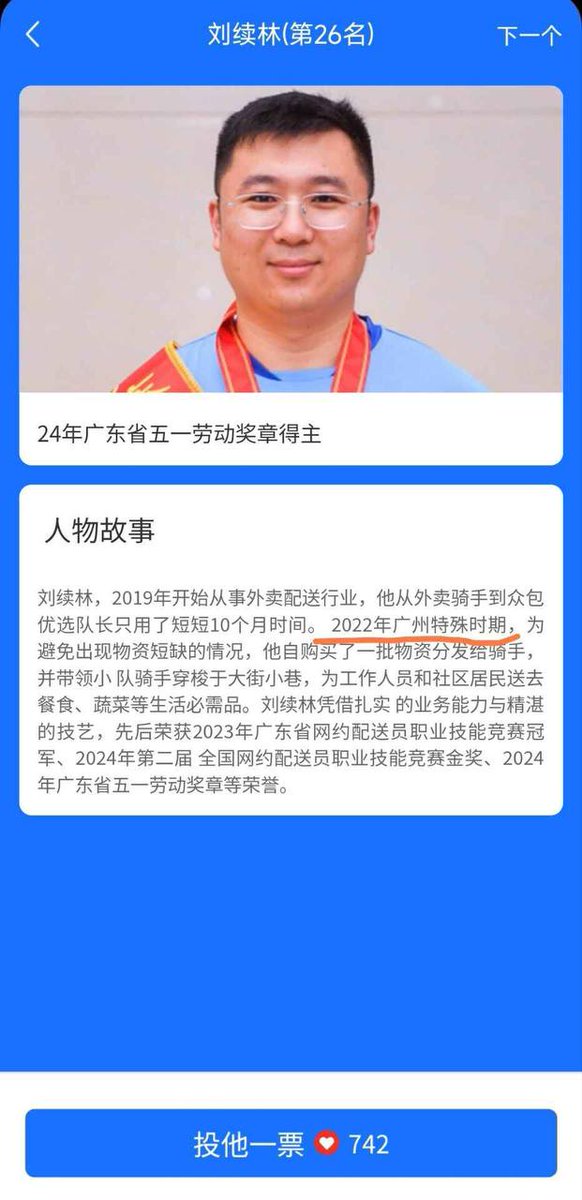 刘续林(第26名)
下一个
24年广东省五一劳动奖章得主
人物故事
刘续林，2019年开始从事外卖配送行业，他从外卖骑手到众包
优选队长只用了短短10个月时间。 2022年广州特殊时期，为
避免出现物资短缺的情况，他自购买了一批物资分发给骑手，
并带领小 队骑手穿梭于大街小巷，为工作人员和社区居民送去
餐食、蔬菜等生活必需品。刘续林凭借扎实 的业务能力与精湛
的技艺，先后荣获2023年广东省网约配送员职业技能竞赛冠
军、2024年第二届 全国网约配送员职业技能竞赛金奖、2024
年广东省五一劳动奖章等荣誉。
投他一票 742